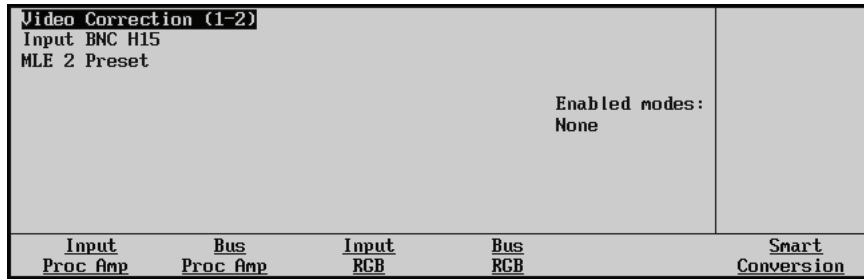 Video Correction (1-2)
Input BNC H15
MLE 2 Preset
Enabled modes:
None
Input Proc Amp
Bus Proc Amp
Input RGB
Bus RGB
Smart Conversion